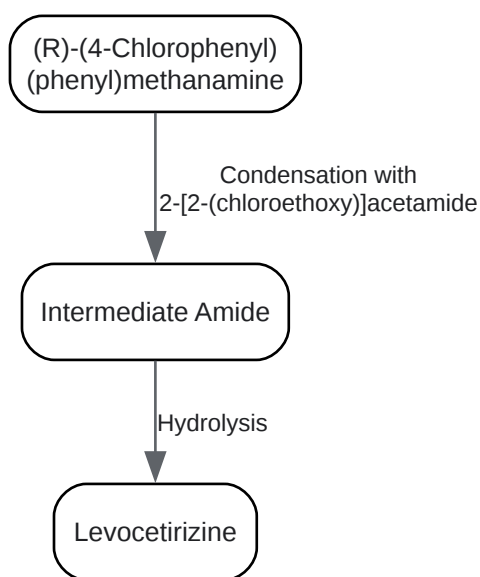 (R)-(4-Chlorophenyl)
(phenyl)methanamine
Condensation with
2-[2-(chloroethoxy)]acetamide
Intermediate Amide
Hydrolysis
Levocetirizine